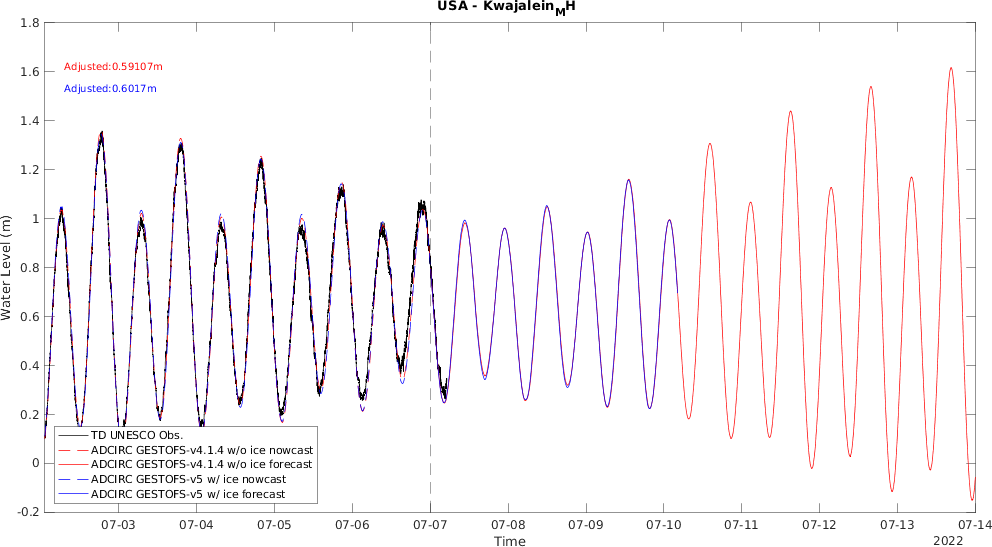 USA - Kwajalein_MH
1.8
1.6
1.4
1.2
1
0.8
0.6
0.4
0.2
0
-0.2
Water Level (m)
Adjusted:0.59107m
Adjusted:0.6017m
TD UNESCO Obs.
ADCIRC GESTOFS-v4.1.4 w/o ice nowcast
ADCIRC GESTOFS-v4.1.4 w/o ice forecast
ADCIRC GESTOFS-v5 w/ ice nowcast
ADCIRC GESTOFS-v5 w/ ice forecast
07-03 07-04 07-05 07-06 07-07 07-08 07-09 07-10 07-11 07-12 07-13 07-14
Time
2022